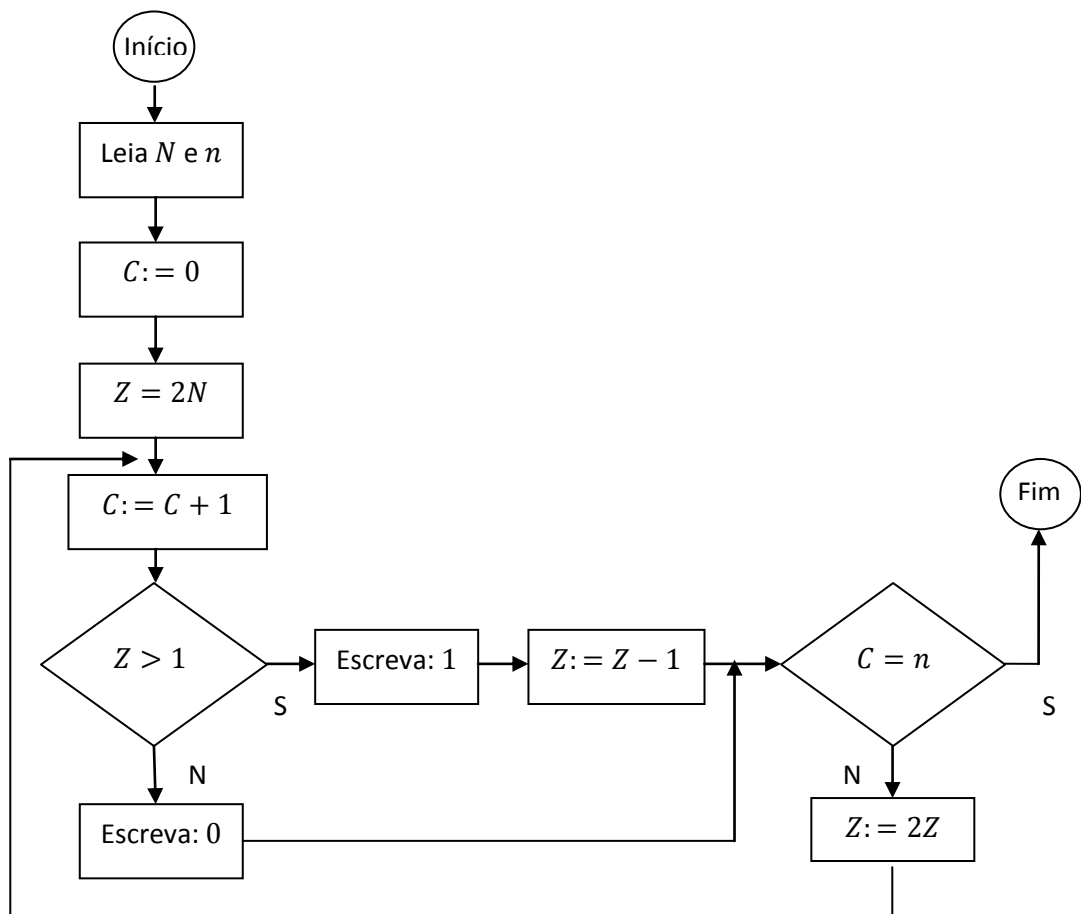 Início
Leia N e n
C: = 0
Z = 2N
C: = C + 1
Z > 1
S
N
Escreva: 1
Z: = Z − 1
Escreva: 0
C = n
S
N
Z: = 2Z
Fim